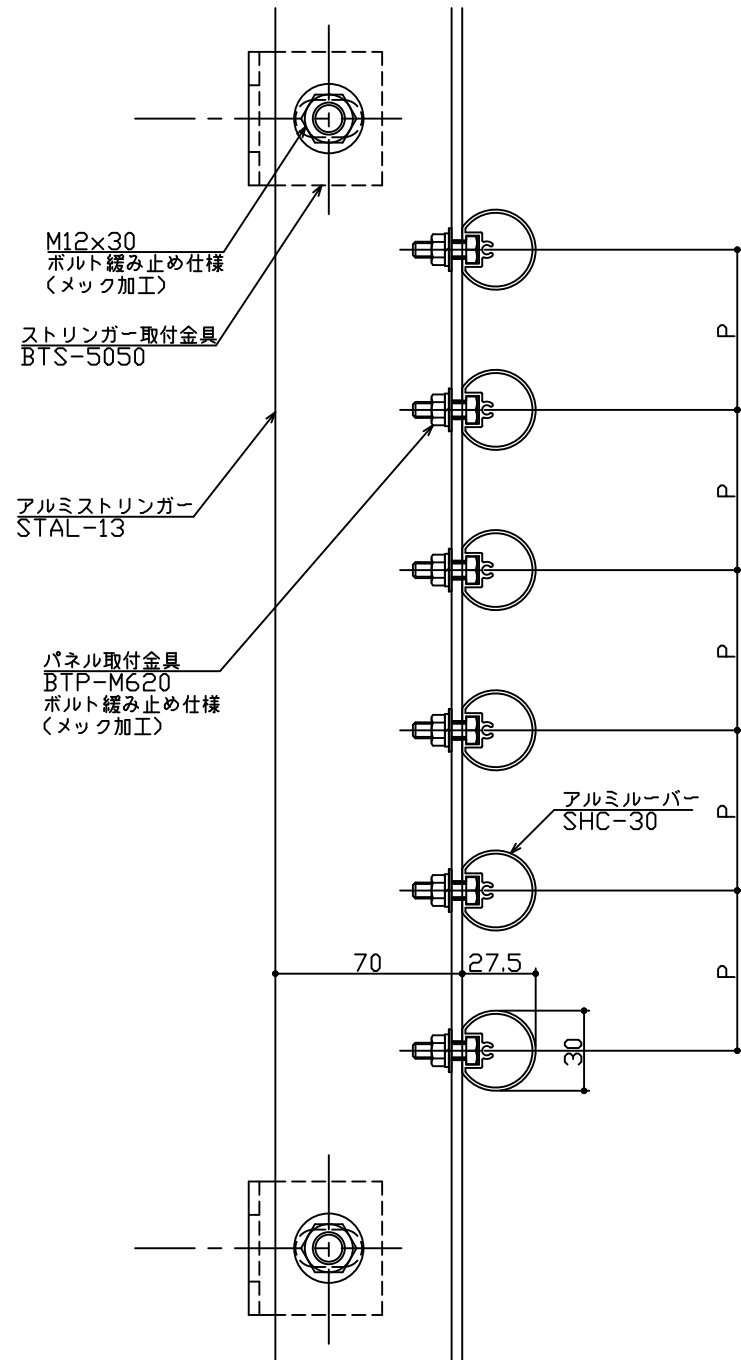 M12×30
ボルト緩み止め仕様
(メック加工)
ストリンガー取付金具
BTS-5050
アルミストリンガー
STAL-13
パネル取付金具
BTP-M620
ボルト緩み止め仕様
(メック加工)
P
P
P
P
P
アルミルーバー
SHC-30
70
27.5
30